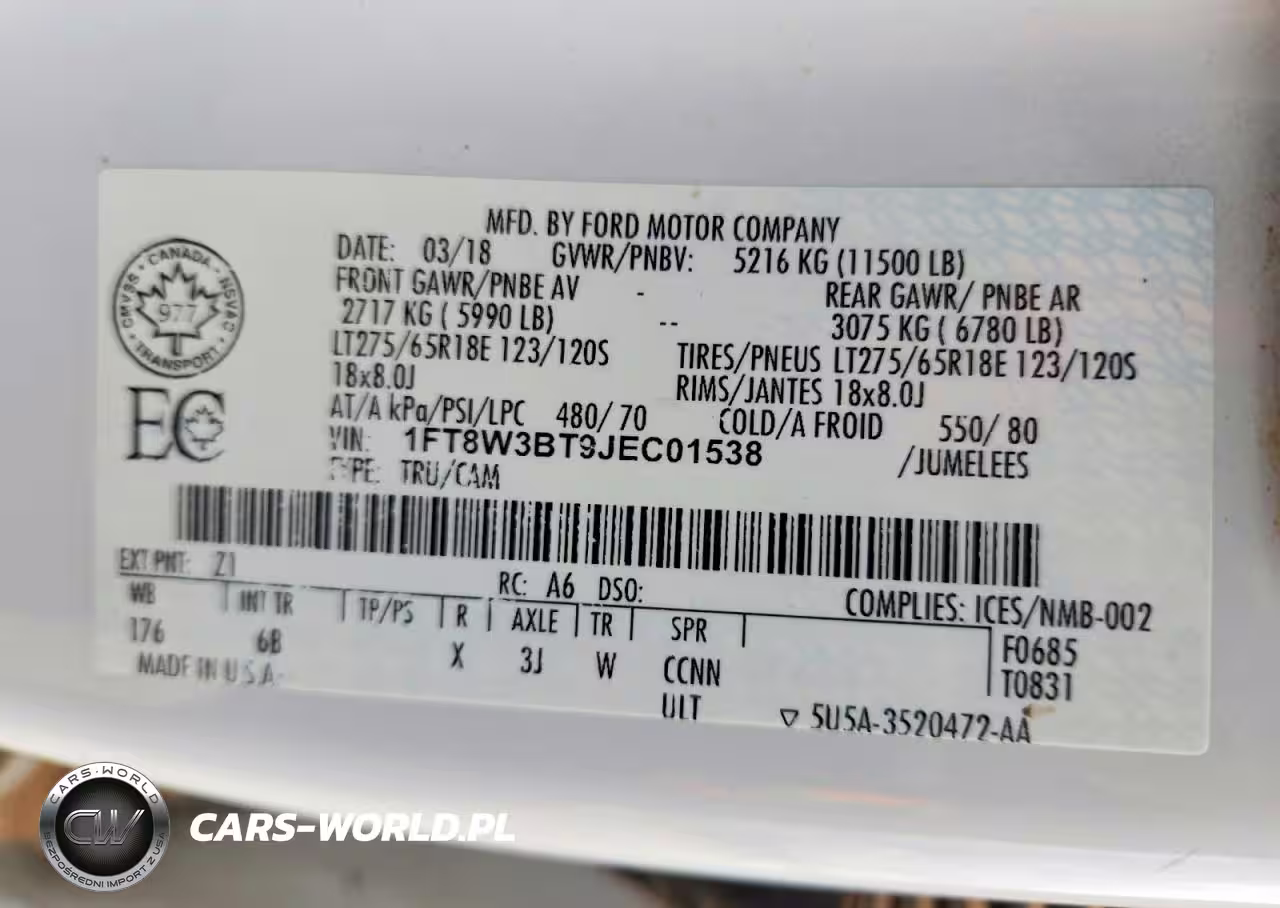 MFD. BY FORD MOTOR COMPANY
DATE: 03/18 GVWR/PNBV: 5216 KG (11500 LB)
FRONT GAWR/PNBE AV - REAR GAWR/ PNBE AR
2717 KG ( 5990 LB) -- 3075 KG ( 6780 LB)
LT275/65R18E 123/120S TIRES/PNEUS LT275/65R18E 123/120S
18x8.0J RIMS/JANTES 18x8.0J
AT/A kPa/PSI/LPC 480/ 70 COLD/A FROID 550/ 80
VIN: 1FT8W3BT9JEC01538 /JUMELEES
TYPE: TRU/CAM
CANADA · NSVAC · TRANSPORT · CMVSS
977
EC
EXT PNT: Z1 RC: A6 DSO:
COMPLIES: ICES/NMB-002
WB INT TR TP/PS R AXLE TR SPR
176 6B X 3J W CCNN
F0685
T0831
MADE IN U.S.A.
ULT
▽ 5U5A-3520472-AA
CARS-WORLD
CW
BEZPOŚREDNI IMPORT Z USA
CARS-WORLD.PL